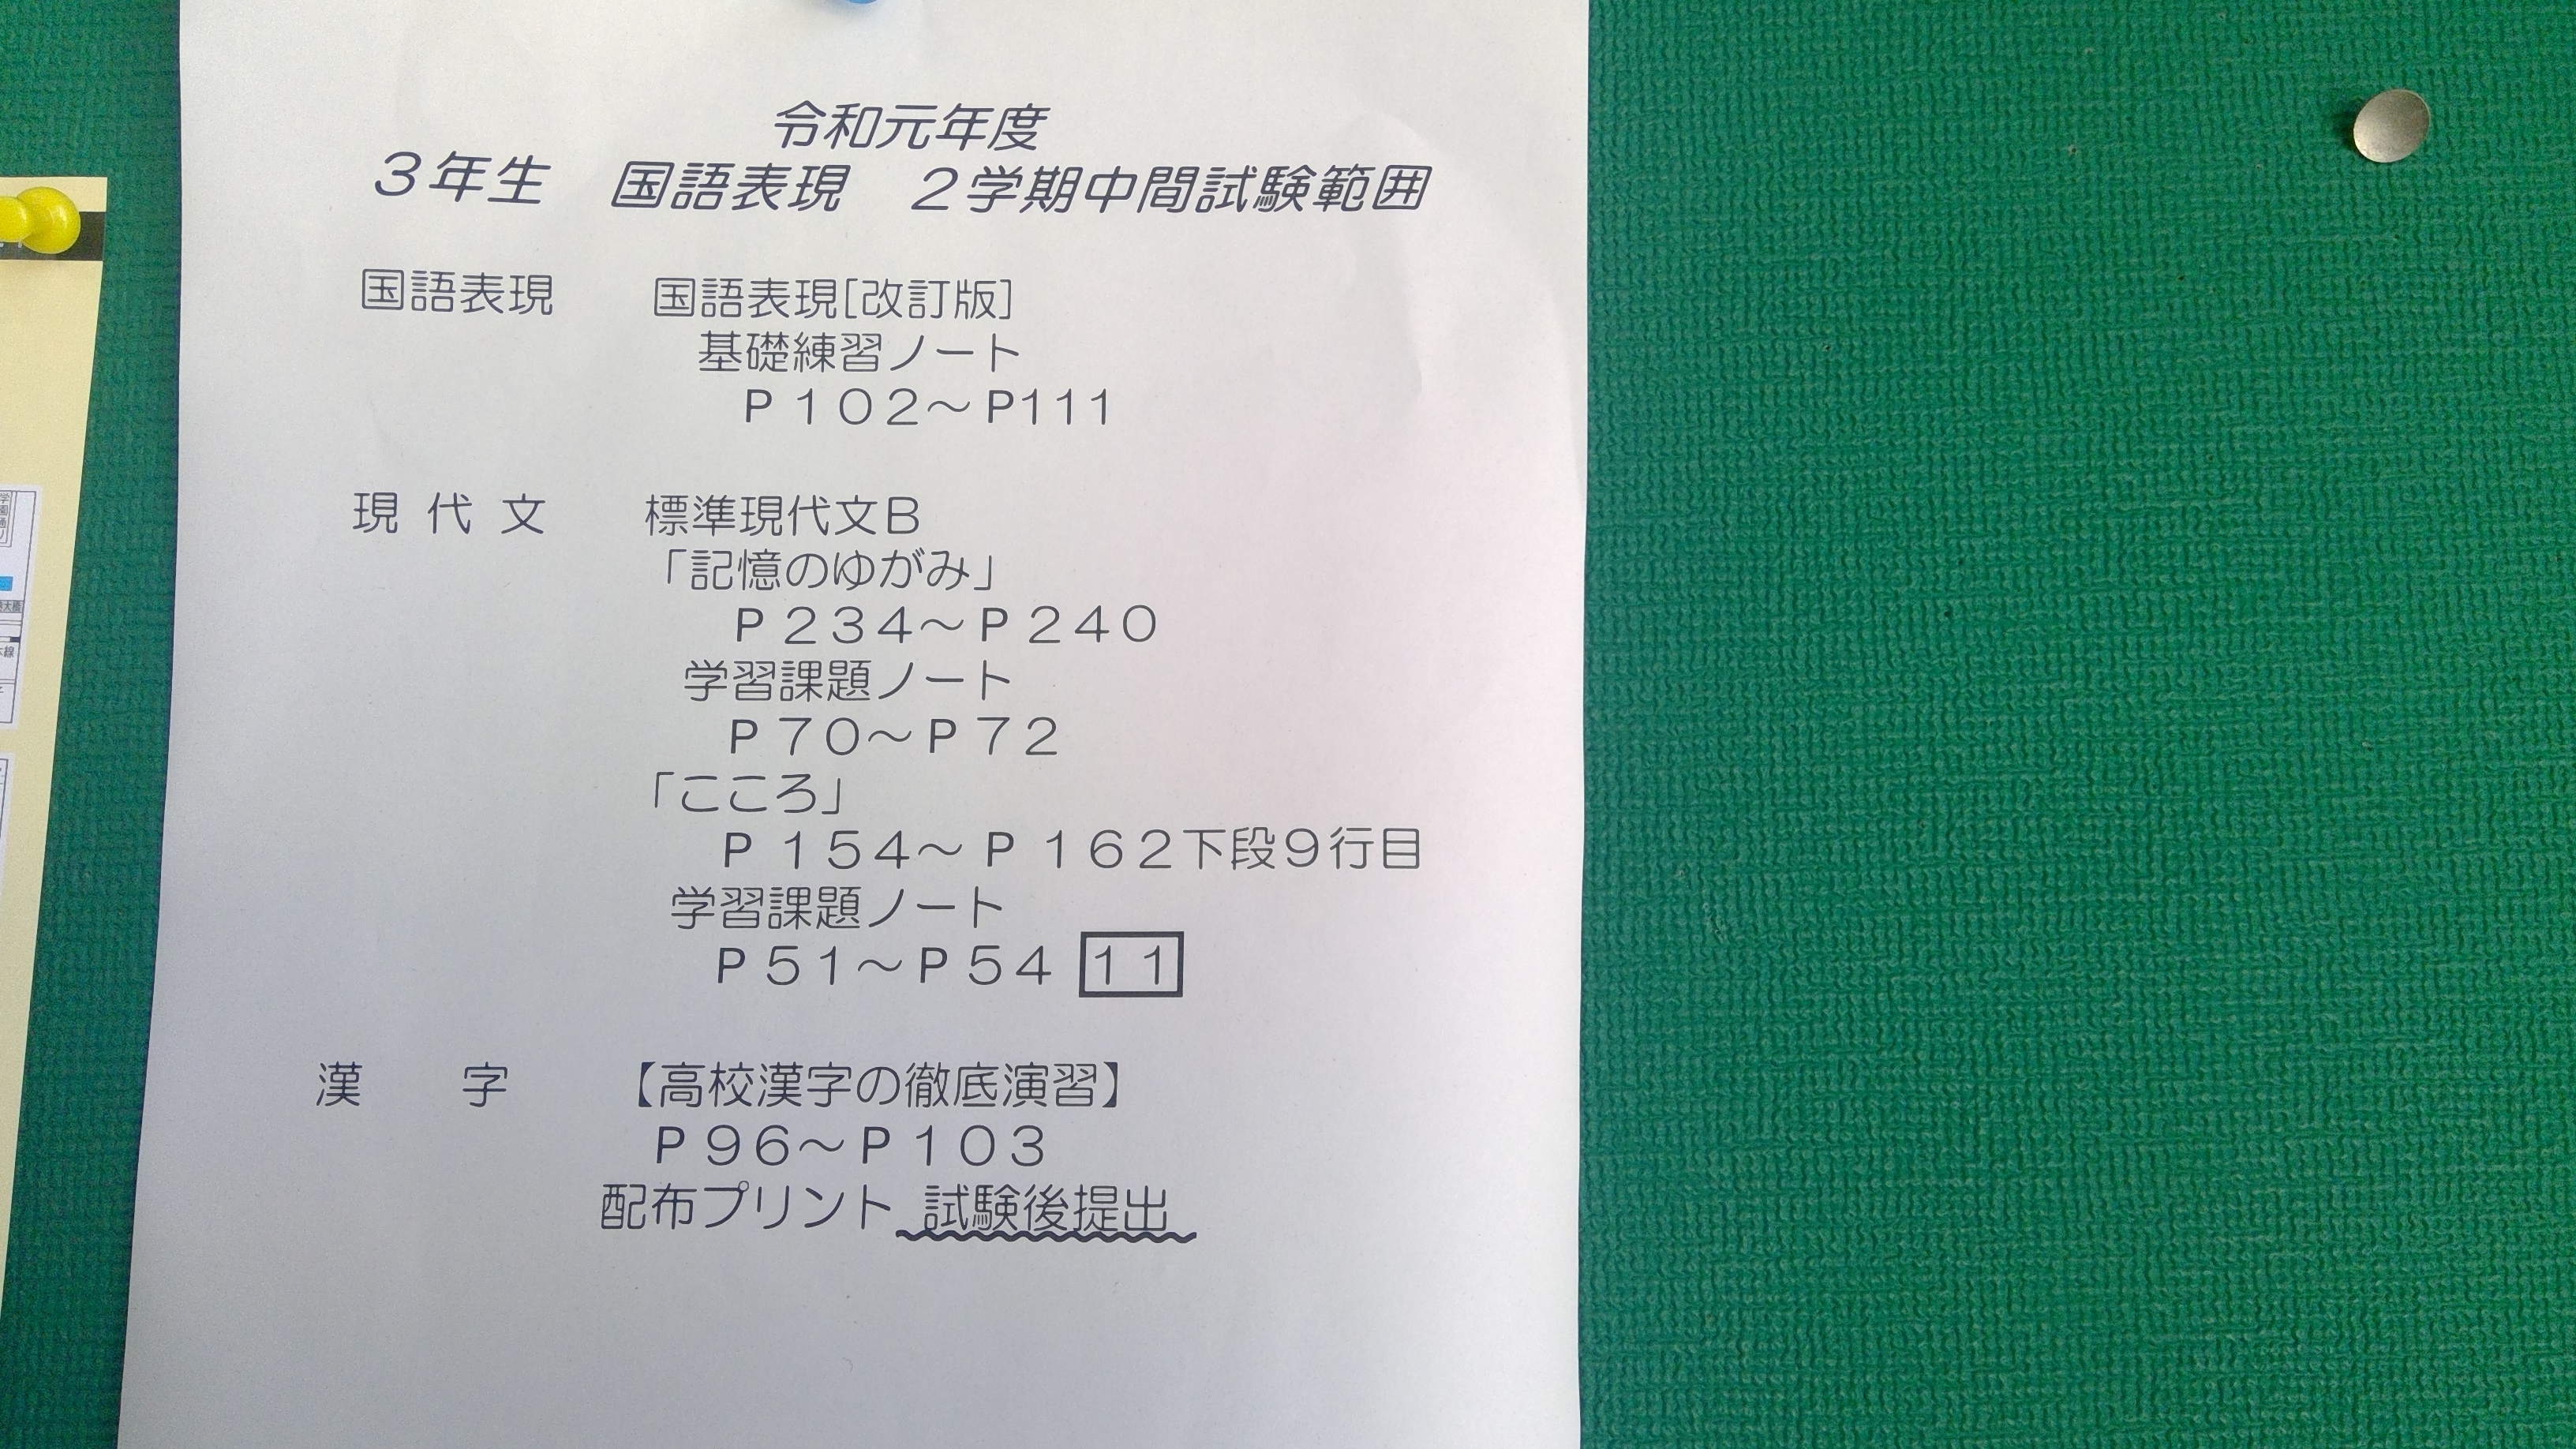 令和元年度
３年生　国語表現　２学期中間試験範囲
国語表現　国語表現[改訂版]
基礎練習ノート
Ｐ１０２～P111
現 代 文　標準現代文Ｂ
「記憶のゆがみ」
Ｐ２３４～Ｐ２４０
学習課題ノート
Ｐ７０～Ｐ７２
「こころ」
Ｐ１５４～Ｐ１６２下段９行目
学習課題ノート
Ｐ５１～Ｐ５４ １１
漢　字　【高校漢字の徹底演習】
Ｐ９６～Ｐ１０３
配布プリント 試験後提出